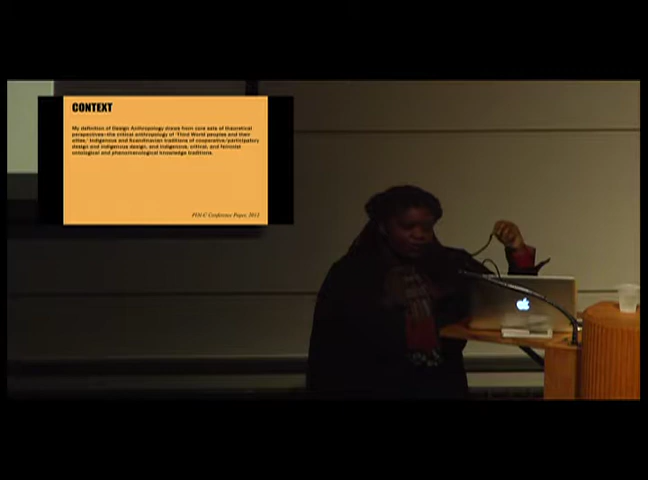 CONTEXT
My definition of Design Anthropology draws from core sets of theoretical
perspectives—the critical anthropology of 'Third World peoples and their
allies,' Indigenous and Scandinavian traditions of cooperative/participatory
design and indigenous design, and indigenous, critical, and feminist
ontological and phenomenological knowledge traditions.
Conference Paper, 2012